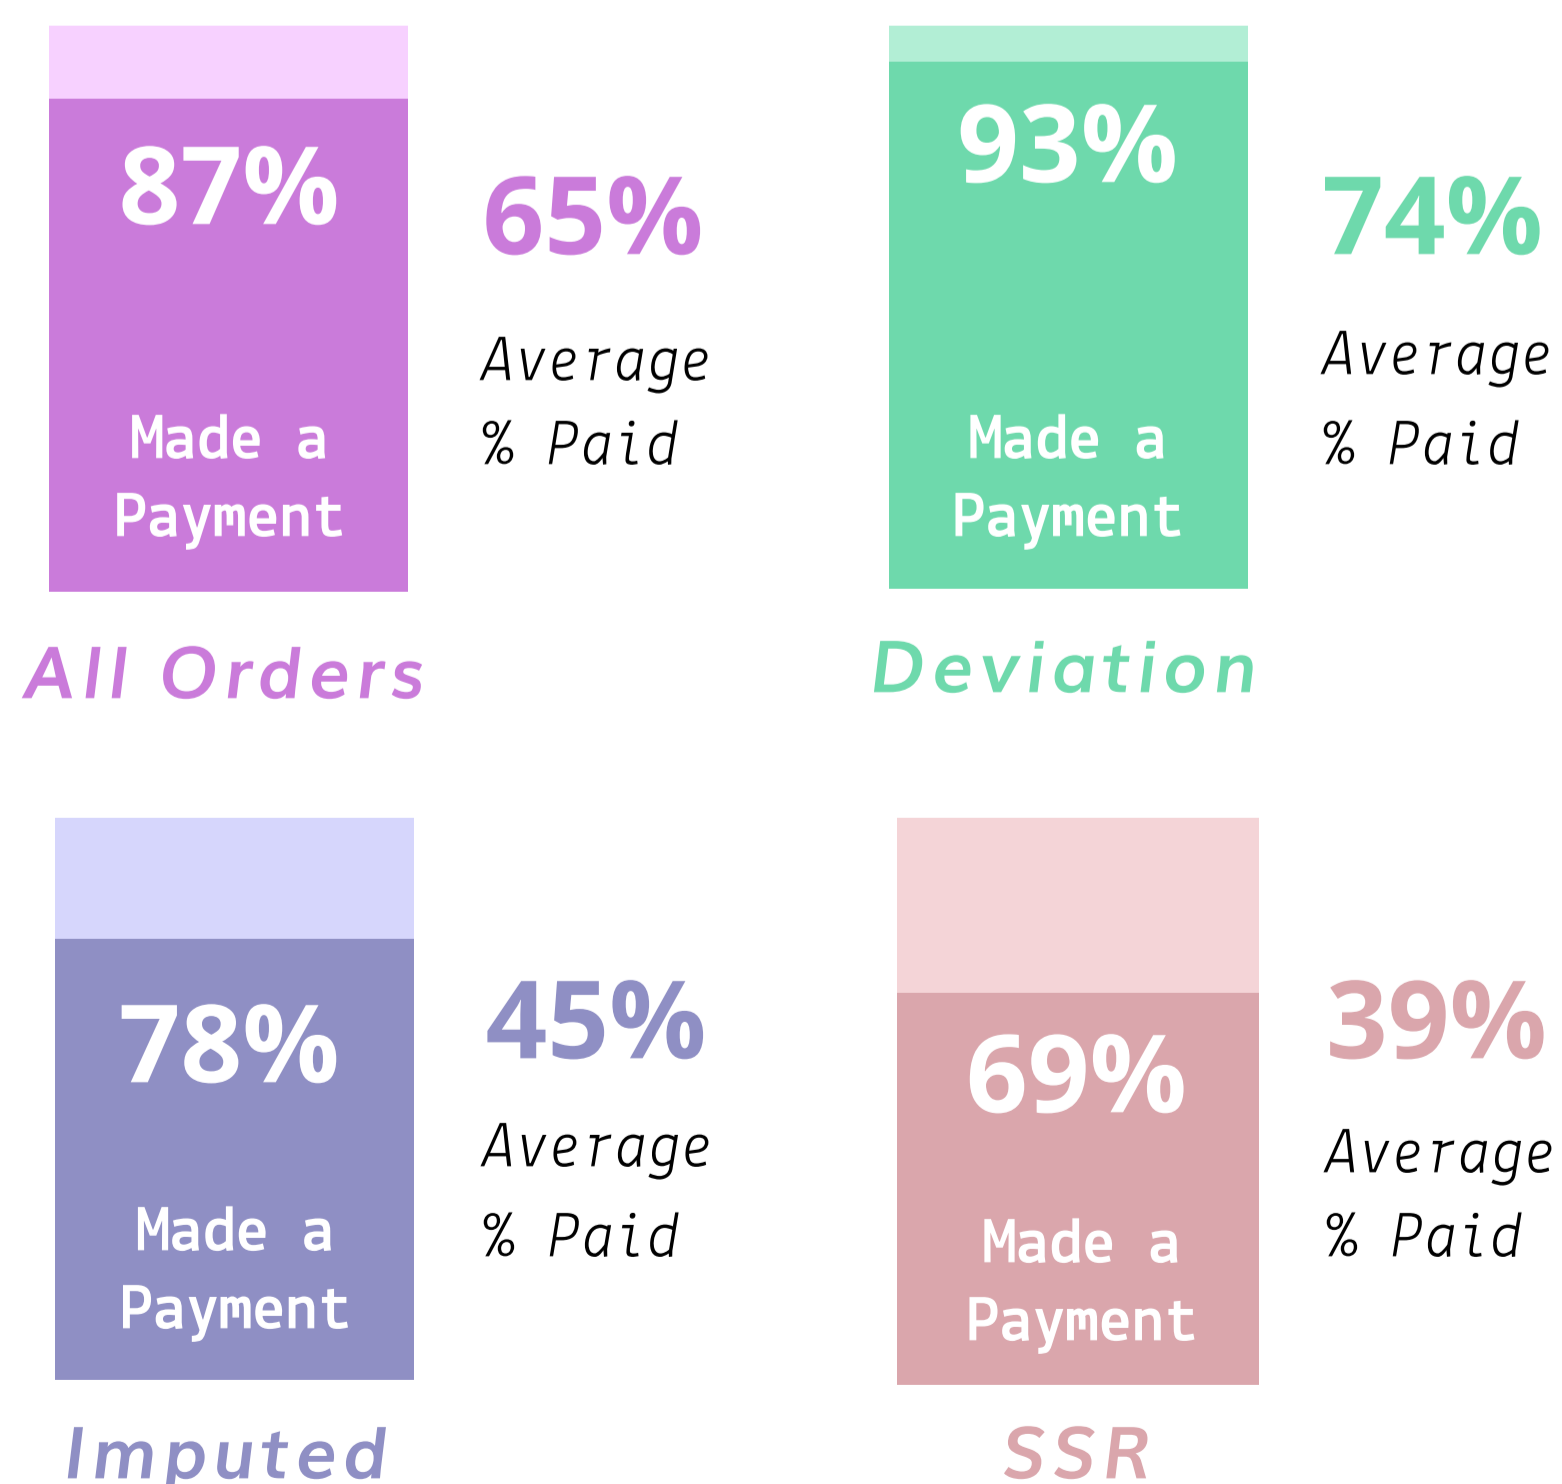 87%
Made a
Payment
65%
Average
% Paid
All Orders
93%
Made a
Payment
74%
Average
% Paid
Deviation
78%
Made a
Payment
45%
Average
% Paid
Imputed
69%
Made a
Payment
39%
Average
% Paid
SSR